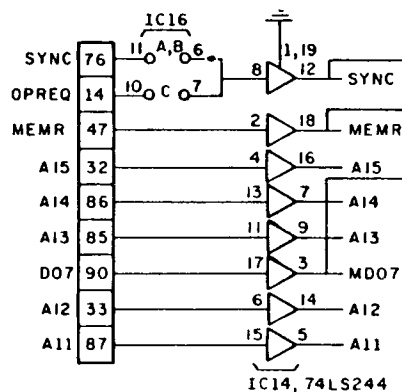 IC16
SYNC 76 11 A,B 6 8 1,19 12 SYNC
OPREQ 14 10 C 7
MEMR 47 2 18 MEMR
A15 32 4 16 A15
A14 86 13 7 A14
A13 85 11 9 A13
D07 90 17 3 MD07
A12 33 6 14 A12
A11 87 15 5 A11
IC14, 74LS244